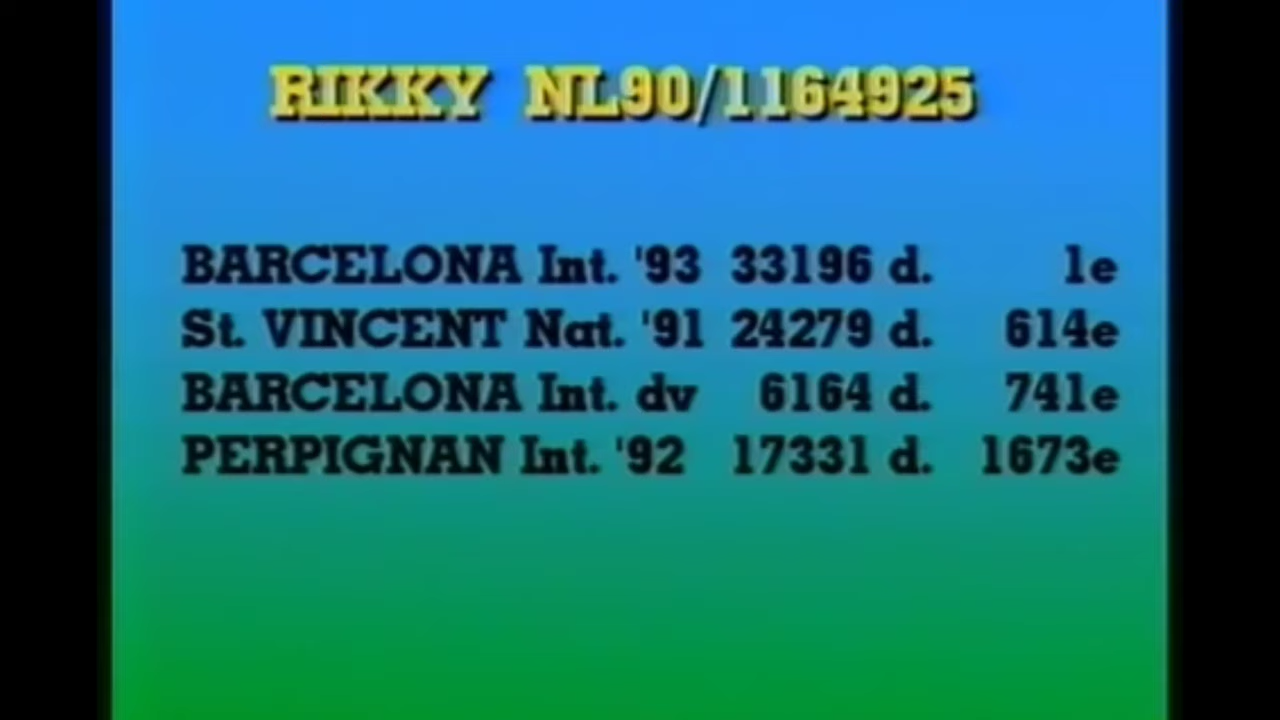 RIKKY NL90/1164925
BARCELONA Int. '93 33196 d. 1e
St. VINCENT Nat. '91 24279 d. 614e
BARCELONA Int. dv 6164 d. 741e
PERPIGNAN Int. '92 17331 d. 1673e